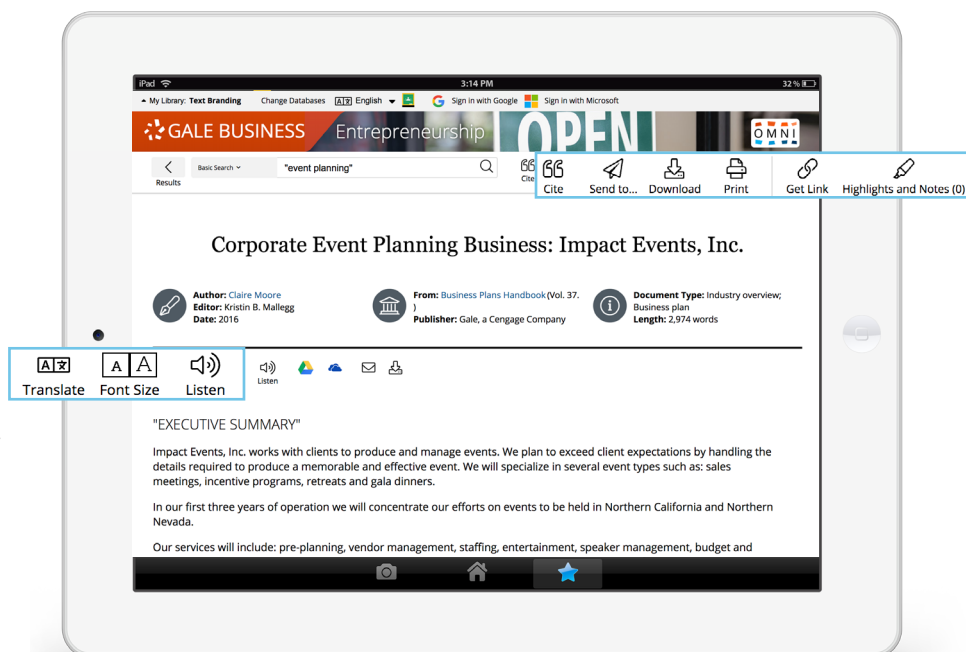 iPad 3:14 PM 32 %
My Library: Text Branding Change Databases English Sign in with Google Sign in with Microsoft
GALE BUSINESS Entrepreneurship OPEN OMNI
Results Basic Search "event planning" Cite Cite Send to... Download Print Get Link Highlights and Notes (0)
Corporate Event Planning Business: Impact Events, Inc.
Author: Claire Moore
Editor: Kristin B. Mallegg
Date: 2016
From: Business Plans Handbook (Vol. 37.
)
Publisher: Gale, a Cengage Company
Document Type: Industry overview;
Business plan
Length: 2,974 words
A A A
Translate Font Size Listen Listen
"EXECUTIVE SUMMARY"
Impact Events, Inc. works with clients to produce and manage events. We plan to exceed client expectations by handling the
details required to produce a memorable and effective event. We will specialize in several event types such as: sales
meetings, incentive programs, retreats and gala dinners.
In our first three years of operation we will concentrate our efforts on events to be held in Northern California and Northern
Nevada.
Our services will include: pre-planning, vendor management, staffing, entertainment, speaker management, budget and